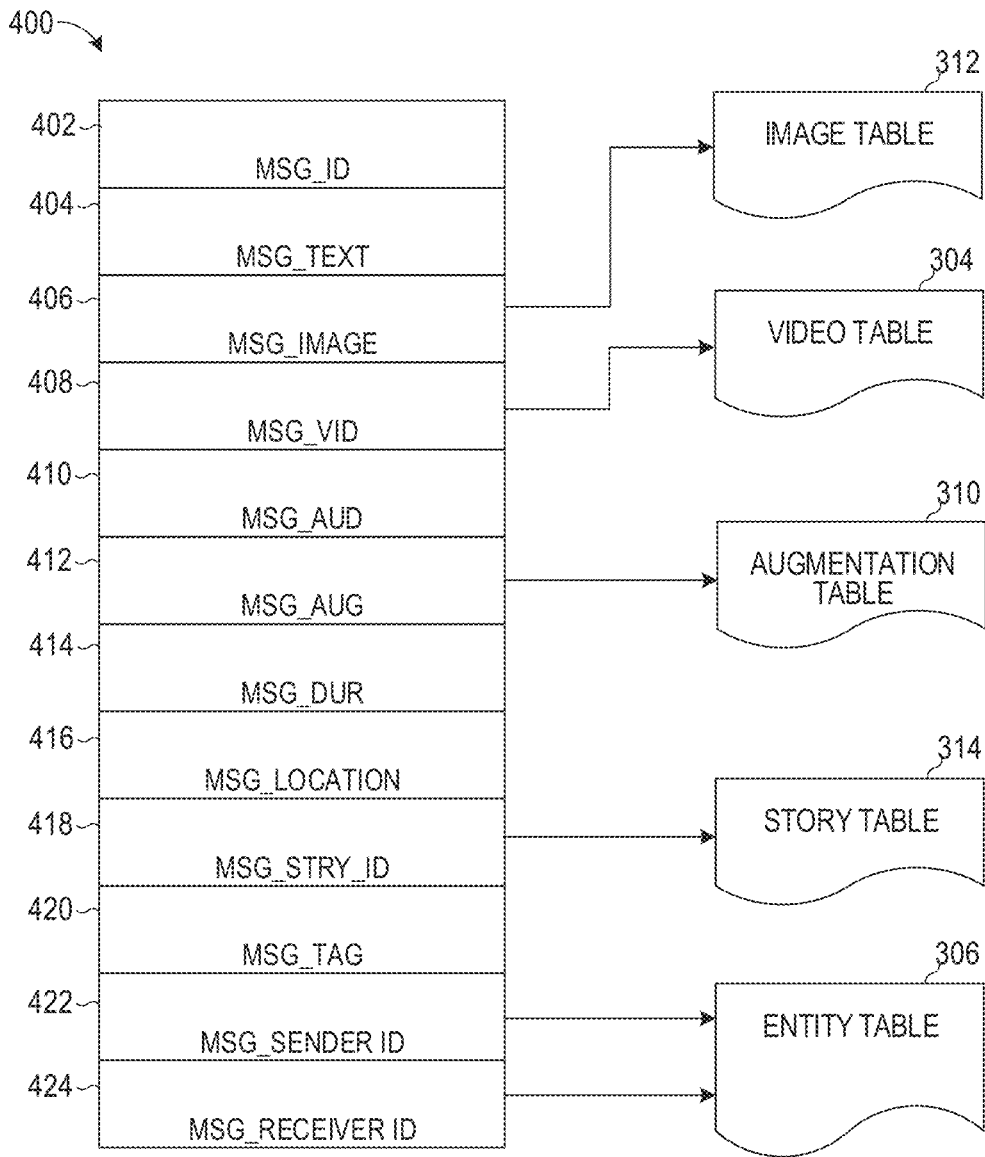 400
402
MSG_ID
404
MSG_TEXT
406
MSG_IMAGE
408
MSG_VID
410
MSG_AUD
412
MSG_AUG
414
MSG_DUR
416
MSG_LOCATION
418
MSG_STRY_ID
420
MSG_TAG
422
MSG_SENDER ID
424
MSG_RECEIVER ID
312
IMAGE TABLE
304
VIDEO TABLE
310
AUGMENTATION
TABLE
314
STORY TABLE
306
ENTITY TABLE